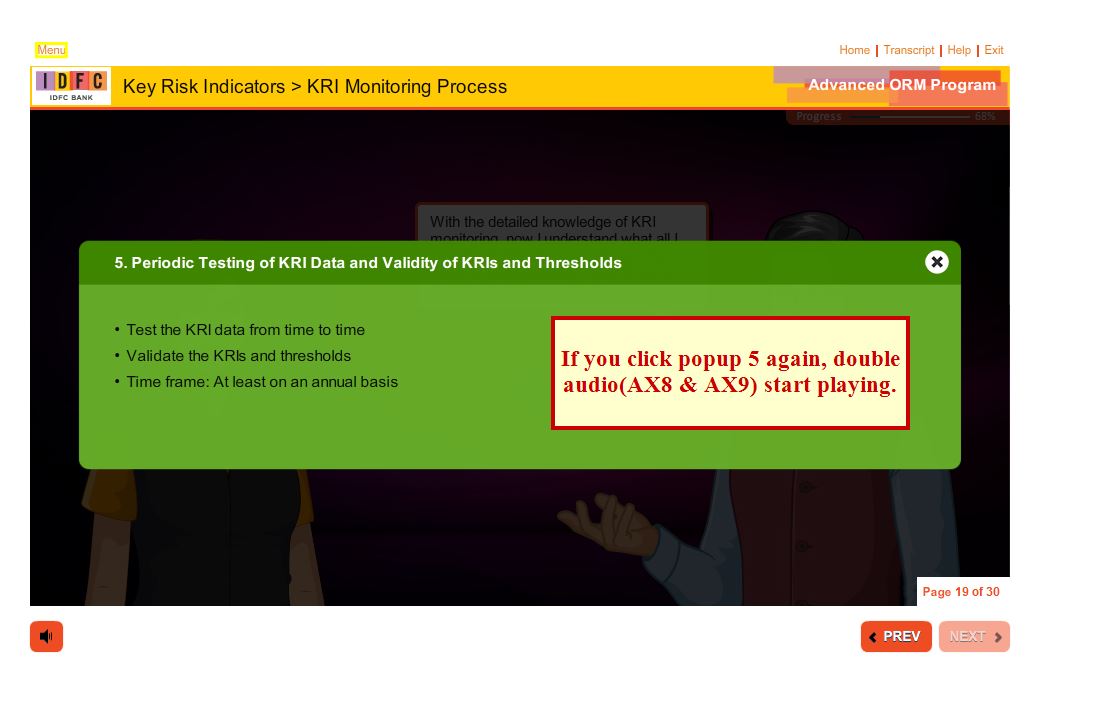 Menu
Home | Transcript | Help | Exit
IDFC
IDFC BANK
Key Risk Indicators > KRI Monitoring Process
Advanced ORM Program
Progress 68%
With the detailed knowledge of KRI
monitoring, now I understand what all I
5. Periodic Testing of KRI Data and Validity of KRIs and Thresholds
• Test the KRI data from time to time
• Validate the KRIs and thresholds
• Time frame: At least on an annual basis
If you click popup 5 again, double
audio(AX8 & AX9) start playing.
Page 19 of 30
PREV
NEXT